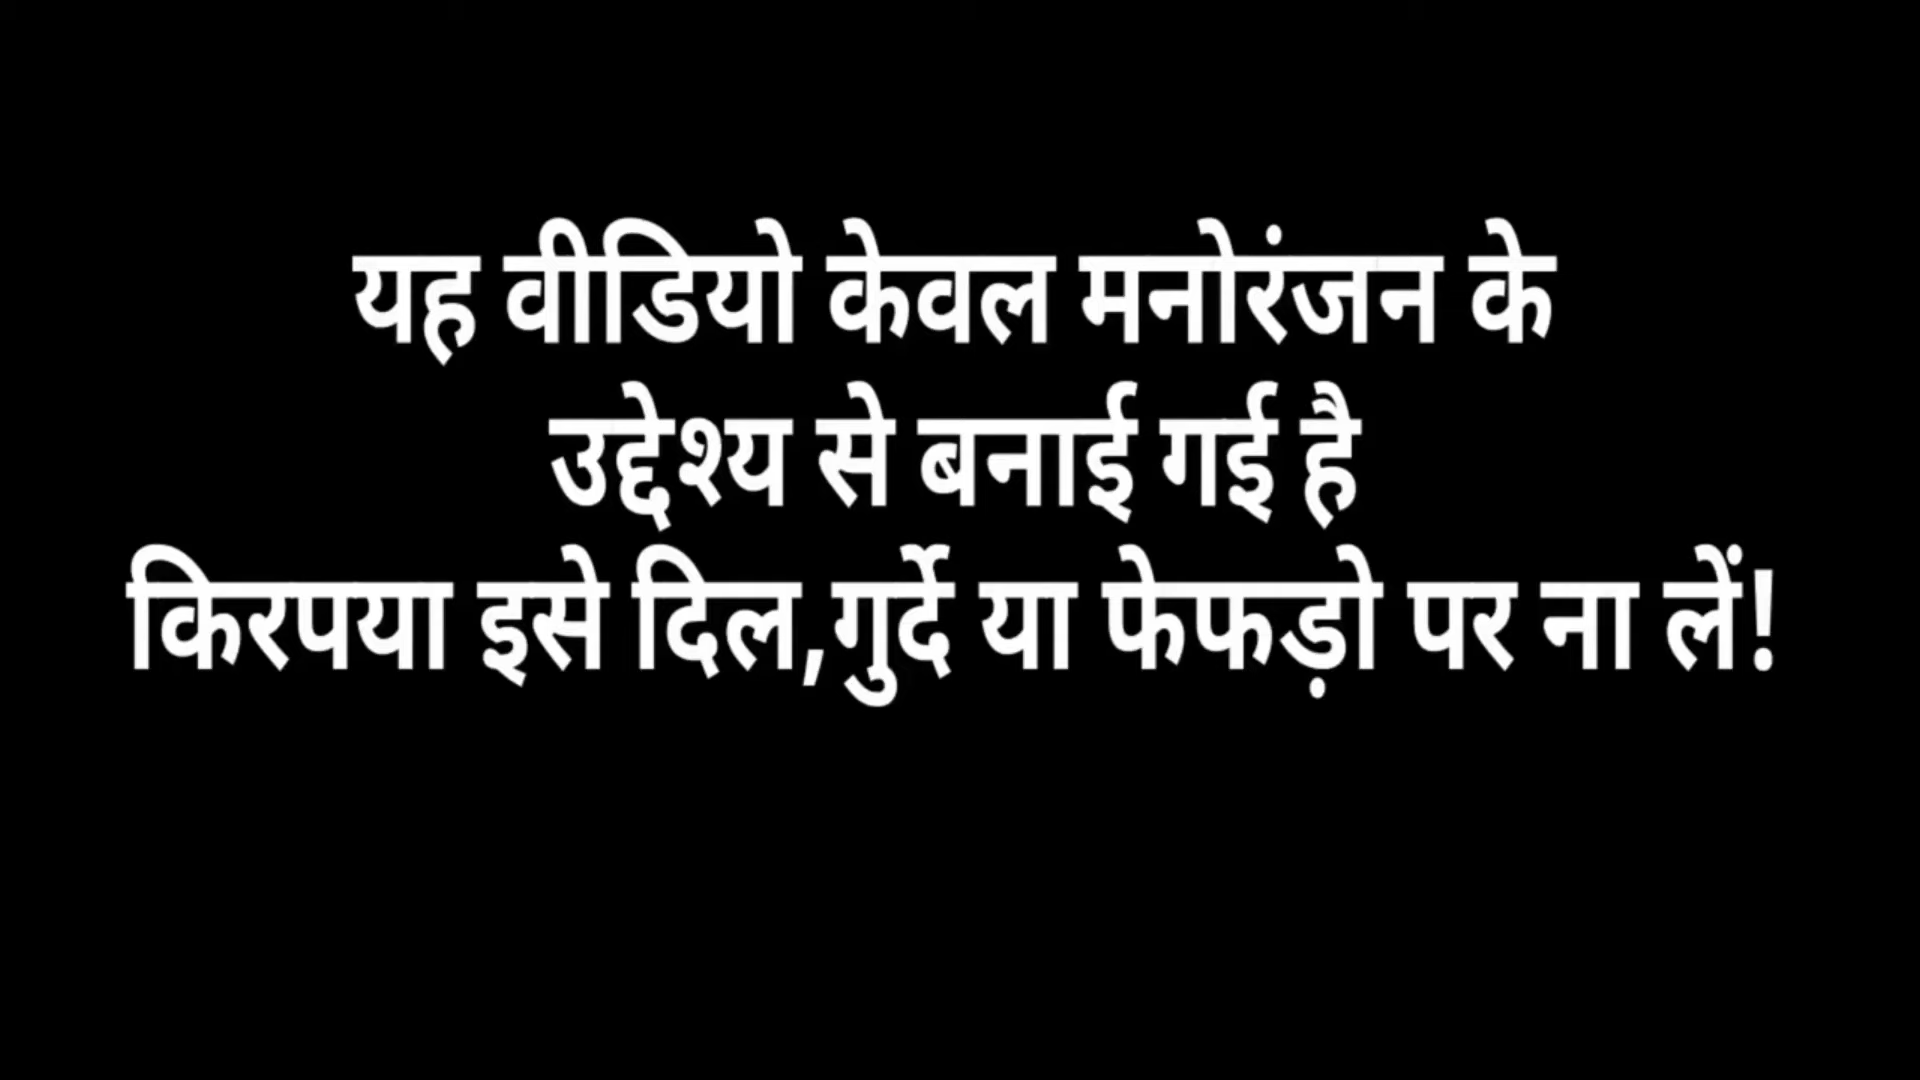 यह वीडियो केवल मनोरंजन के
उद्देश्य से बनाई गई है
किरपया इसे दिल,गुर्दे या फेफड़ो पर ना लें!